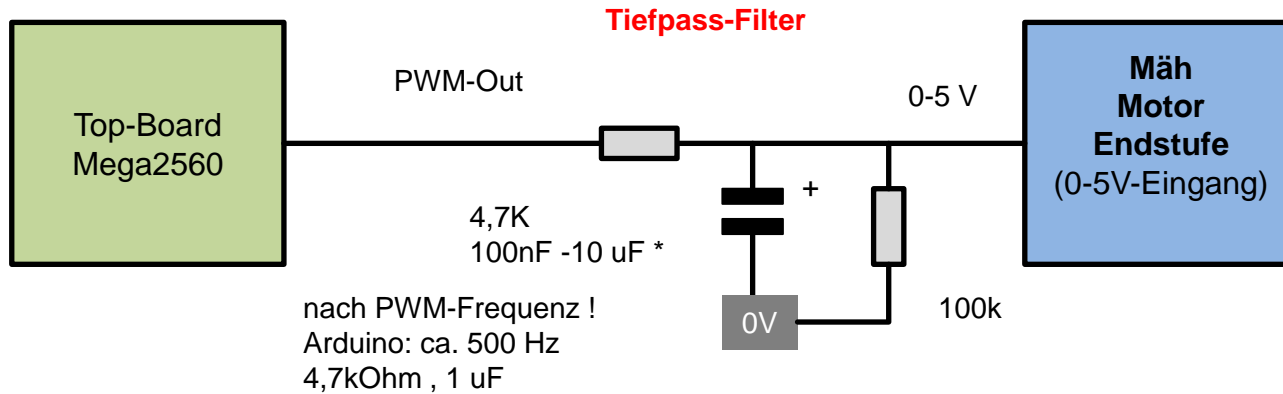 Tiefpass-Filter
Top-Board
Mega2560
PWM-Out
0-5 V
Mäh
Motor
Endstufe
(0-5V-Eingang)
+
4,7K
100nF -10 uF *
0V
100k
nach PWM-Frequenz !
Arduino: ca. 500 Hz
4,7kOhm , 1 uF